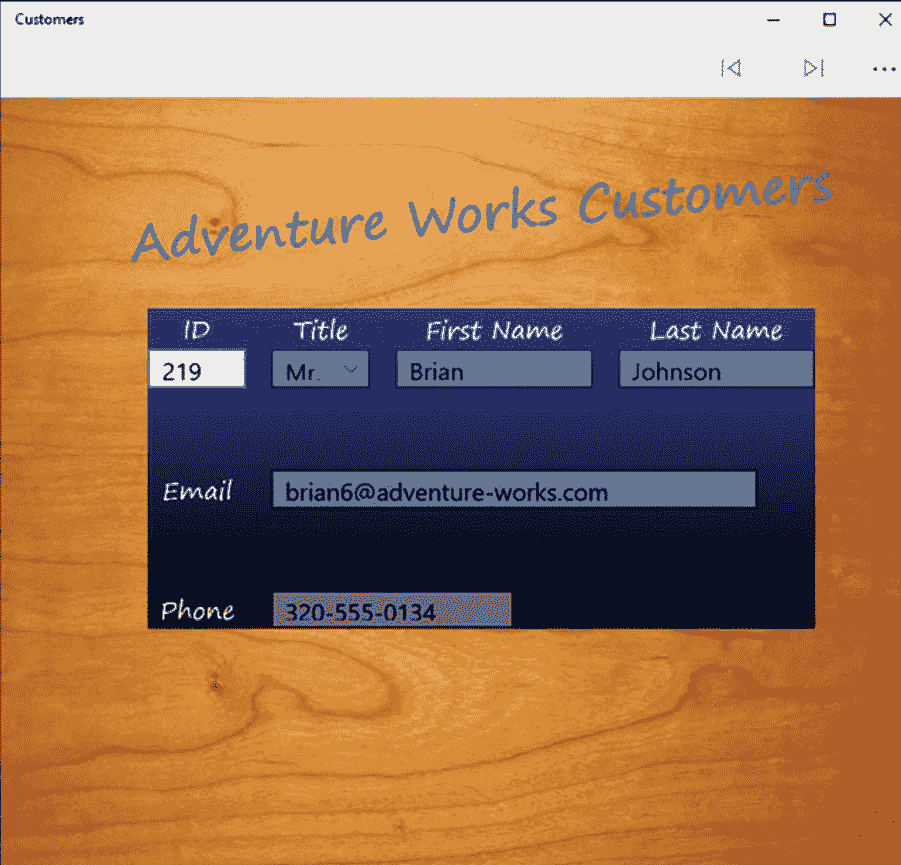 Customers
Adventure Works Customers
ID Title First Name Last Name
219 Mr. Brian Johnson
Email brian6@adventure-works.com
Phone 320-555-0134